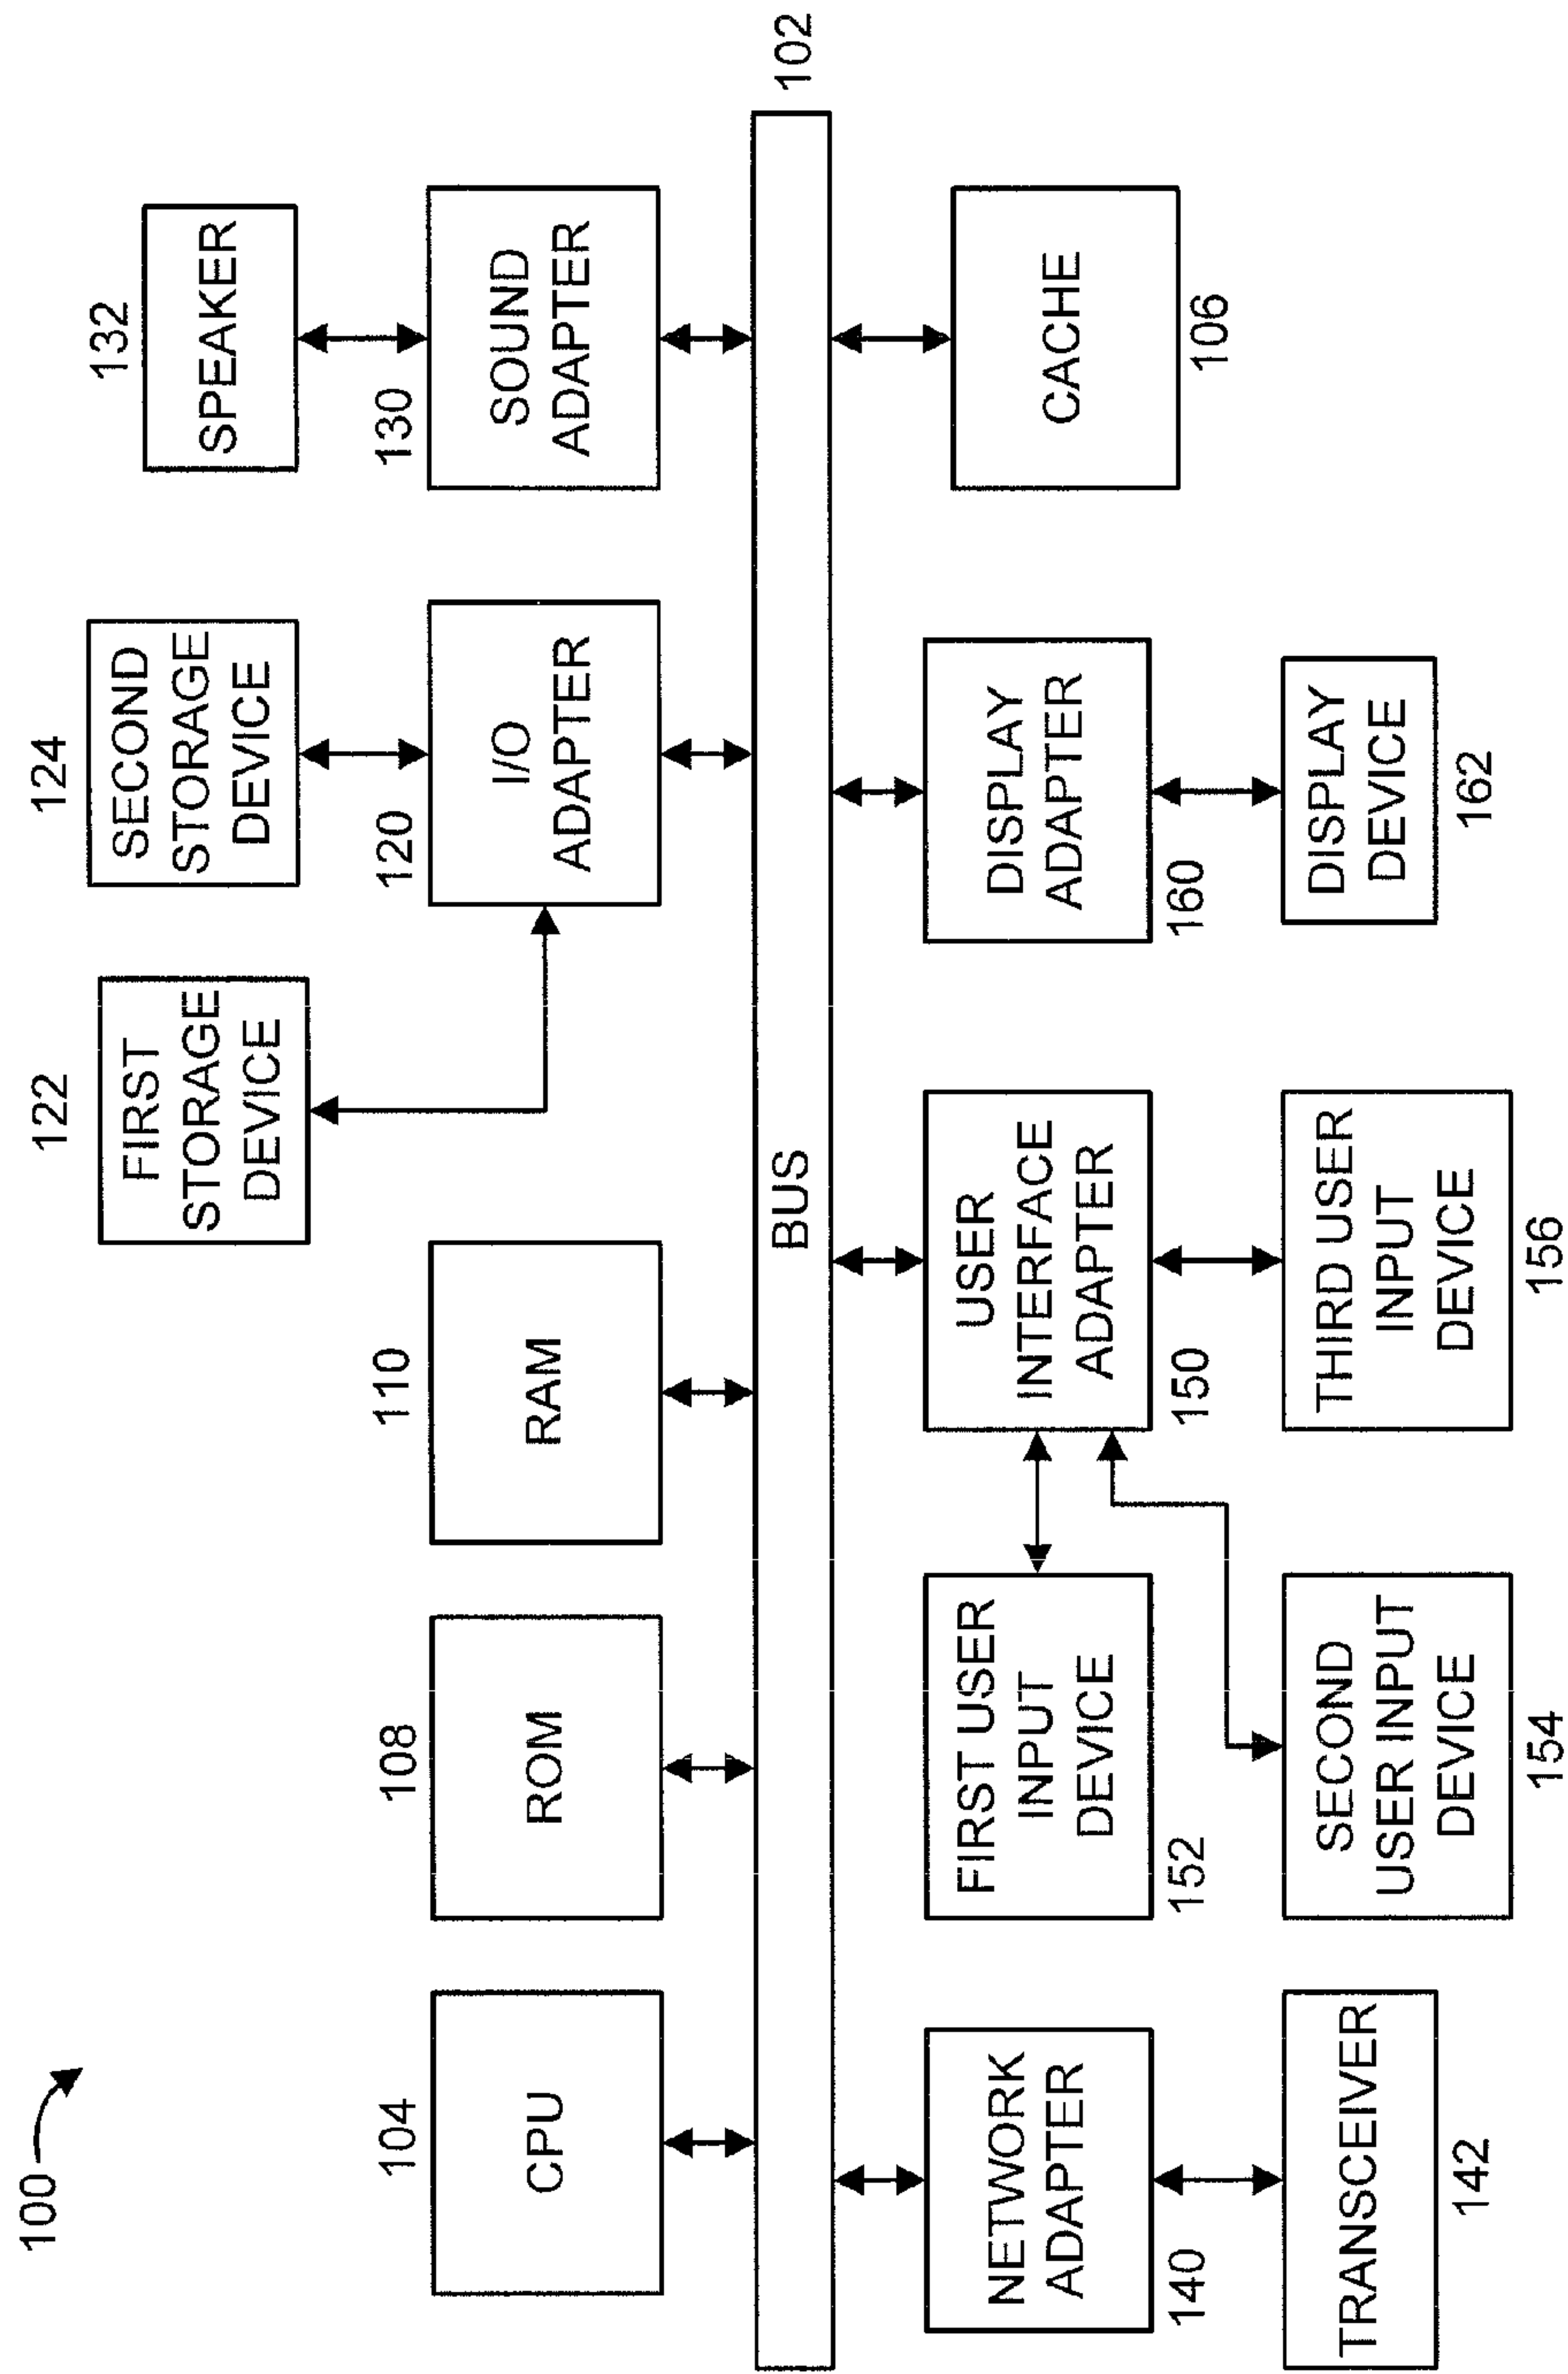 100
132
124
122
SPEAKER
SECOND
STORAGE
DEVICE
FIRST
STORAGE
DEVICE
104
108
110
120
130
CPU
ROM
RAM
I/O
ADAPTER
SOUND
ADAPTER
BUS
102
NETWORK
ADAPTER
FIRST USER
INPUT
DEVICE
USER
INTERFACE
ADAPTER
DISPLAY
ADAPTER
CACHE
140
152
150
160
106
TRANSCEIVER
SECOND
USER INPUT
DEVICE
THIRD USER
INPUT
DEVICE
DISPLAY
DEVICE
142
154
156
162